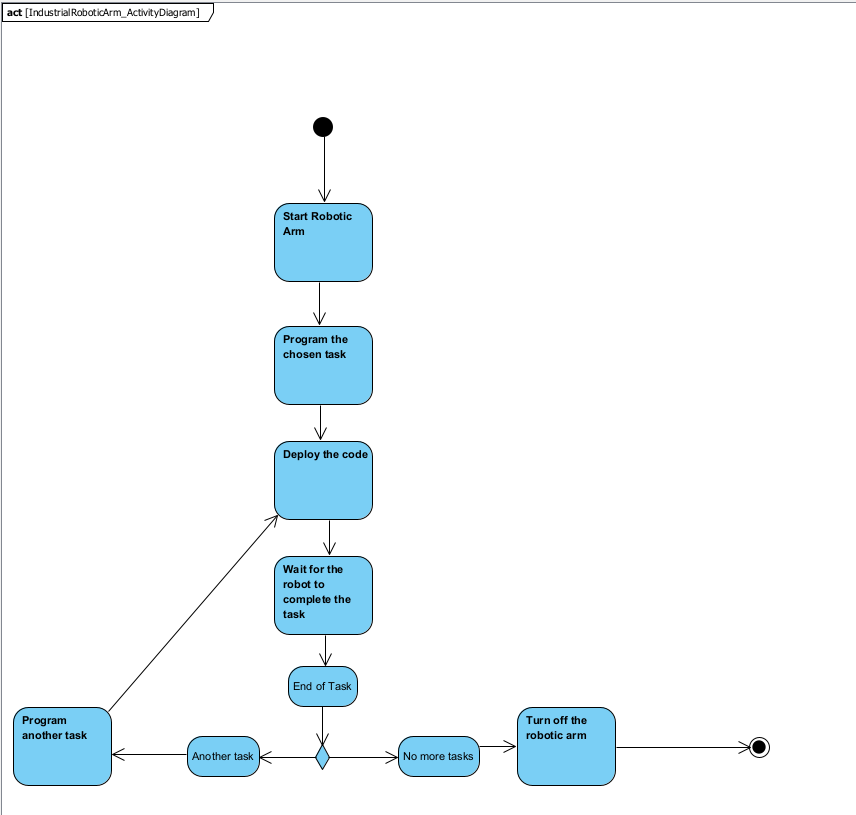 act [IndustrialRoboticArm_ActivityDiagram]
Start Robotic
Arm
Program the
chosen task
Deploy the code
Wait for the
robot to
complete the
task
End of Task
Program
another task
Another task
No more tasks
Turn off the
robotic arm